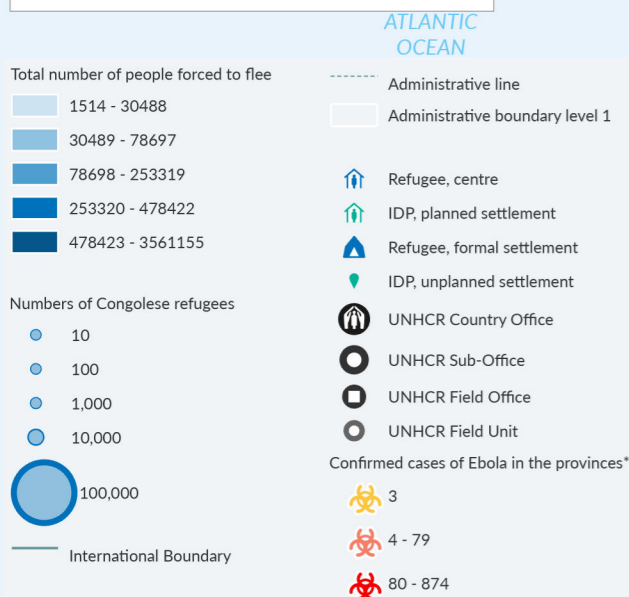 ATLANTIC
OCEAN
Total number of people forced to flee
1514 - 30488
30489 - 78697
78698 - 253319
253320 - 478422
478423 - 3561155
Numbers of Congolese refugees
10
100
1,000
10,000
100,000
International Boundary
Administrative line
Administrative boundary level 1
Refugee, centre
IDP, planned settlement
Refugee, formal settlement
IDP, unplanned settlement
UNHCR Country Office
UNHCR Sub-Office
UNHCR Field Office
UNHCR Field Unit
Confirmed cases of Ebola in the provinces*
3
4 - 79
80 - 874